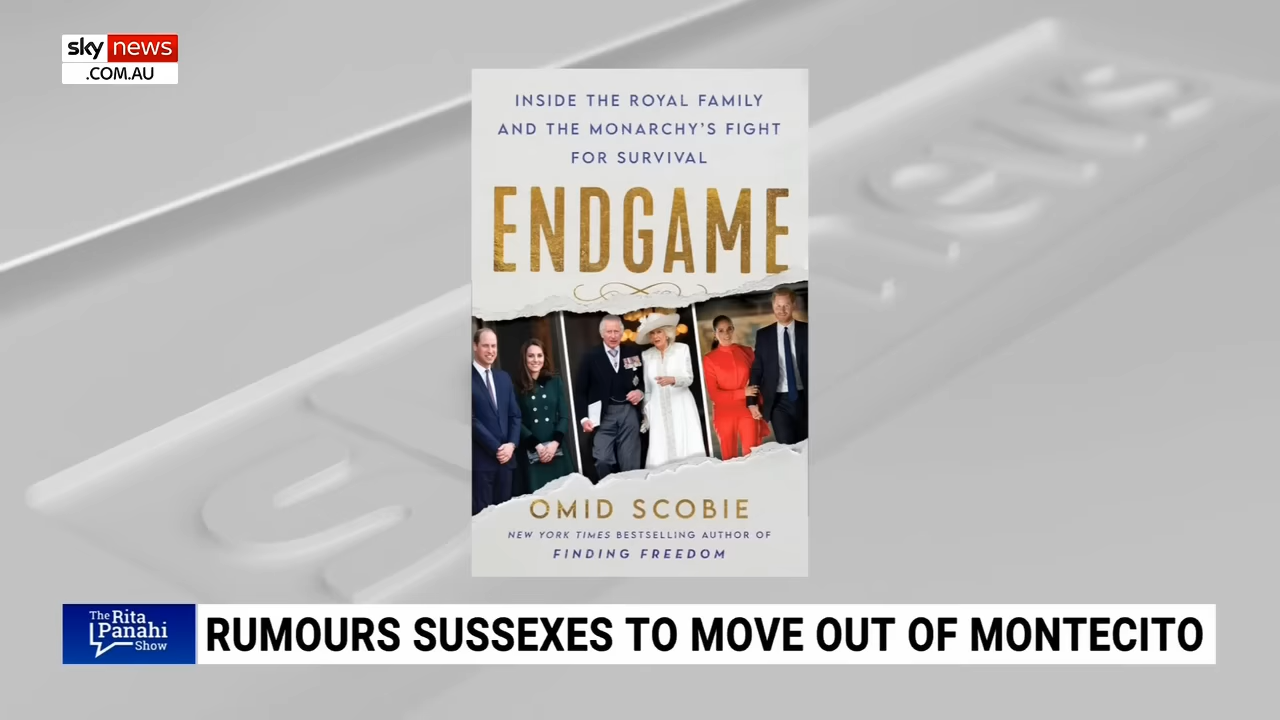 sky news
.COM.AU
INSIDE THE ROYAL FAMILY
AND THE MONARCHY'S FIGHT
FOR SURVIVAL
ENDGAME
OMID SCOBIE
NEW YORK TIMES BESTSELLING AUTHOR OF
FINDING FREEDOM
The Rita
Panahi
Show
RUMOURS SUSSEXES TO MOVE OUT OF MONTECITO